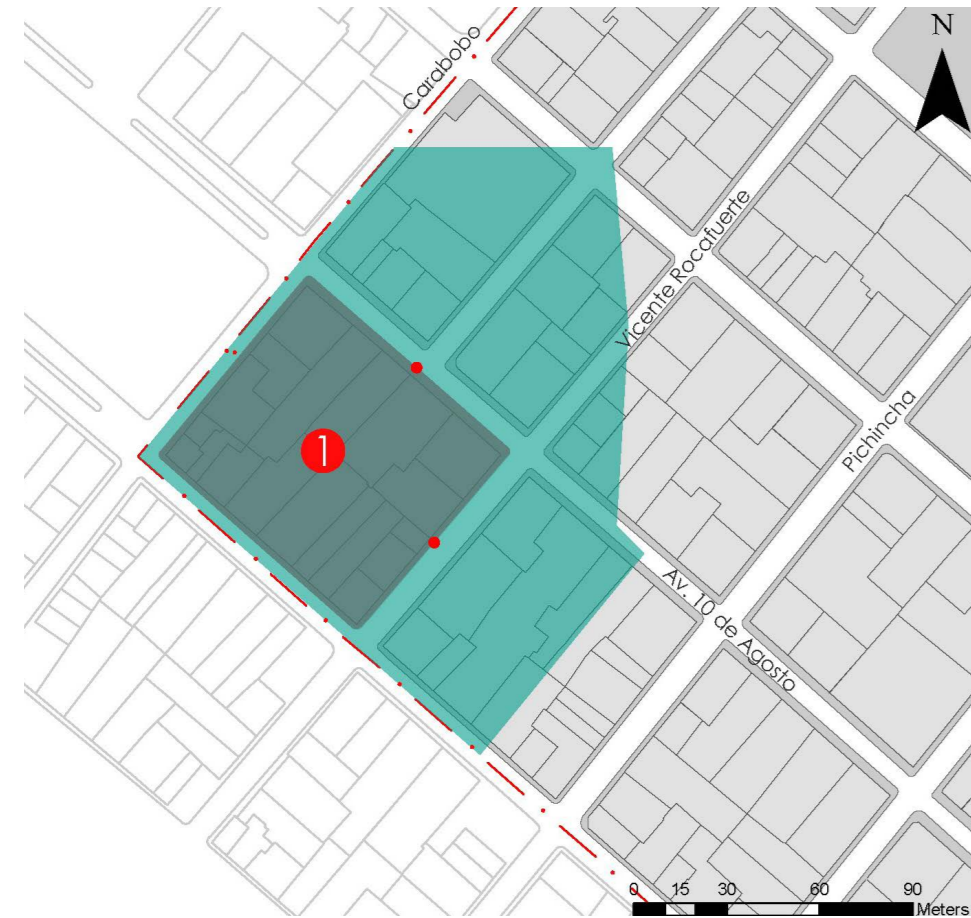 N
Carabobo
Vicente Rocafuerte
Pichincha
1
Av. 10 de Agosto
0 15 30 60 90
Meters